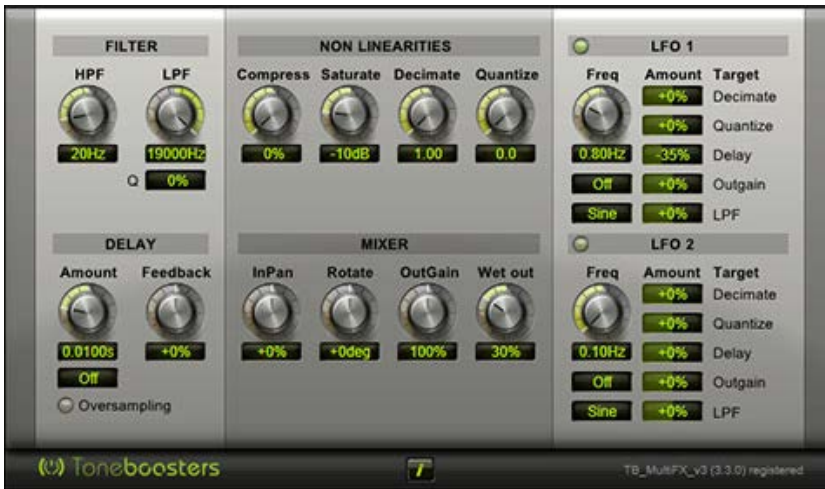 FILTER
HPF LPF
20Hz 19000Hz
Q 0%
NON LINEARITIES
Compress Saturate Decimate Quantize
0% -10dB 1.00 0.0
LFO 1
Freq Amount Target
+0% Decimate
+0% Quantize
0.80Hz -35% Delay
Off +0% Outgain
Sine +0% LPF
DELAY
Amount Feedback
0.0100s +0%
Off
Oversampling
MIXER
InPan Rotate OutGain Wet out
+0% +0deg 100% 30%
LFO 2
Freq Amount Target
+0% Decimate
+0% Quantize
0.10Hz +0% Delay
Off +0% Outgain
Sine +0% LPF
Toneboosters
TB_MultiFX_v3 (3.3.0) registered